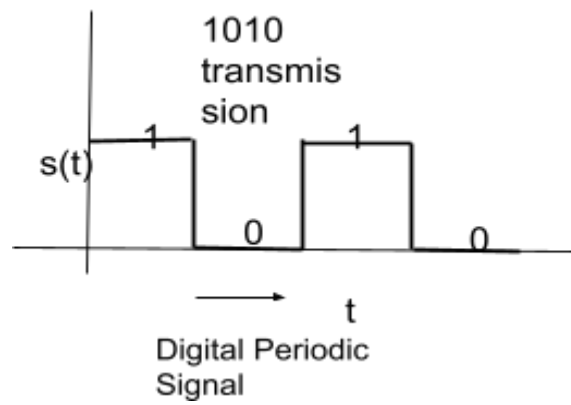 1010
transmis
sion
1
1
s(t)
0
0
t
Digital Periodic
Signal